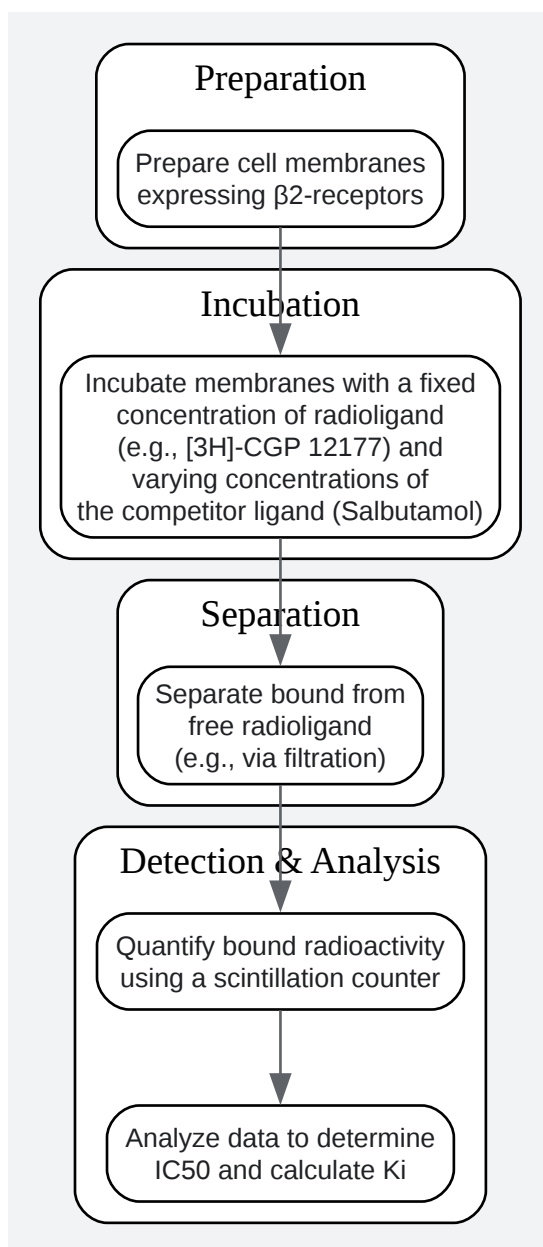 Preparation
Prepare cell membranes
expressing β2-receptors
Incubation
Incubate membranes with a fixed
concentration of radioligand
(e.g., [3H]-CGP 12177) and
varying concentrations of
the competitor ligand (Salbutamol)
Separation
Separate bound from
free radioligand
(e.g., via filtration)
Detection & Analysis
Quantify bound radioactivity
using a scintillation counter
Analyze data to determine
IC50 and calculate Ki